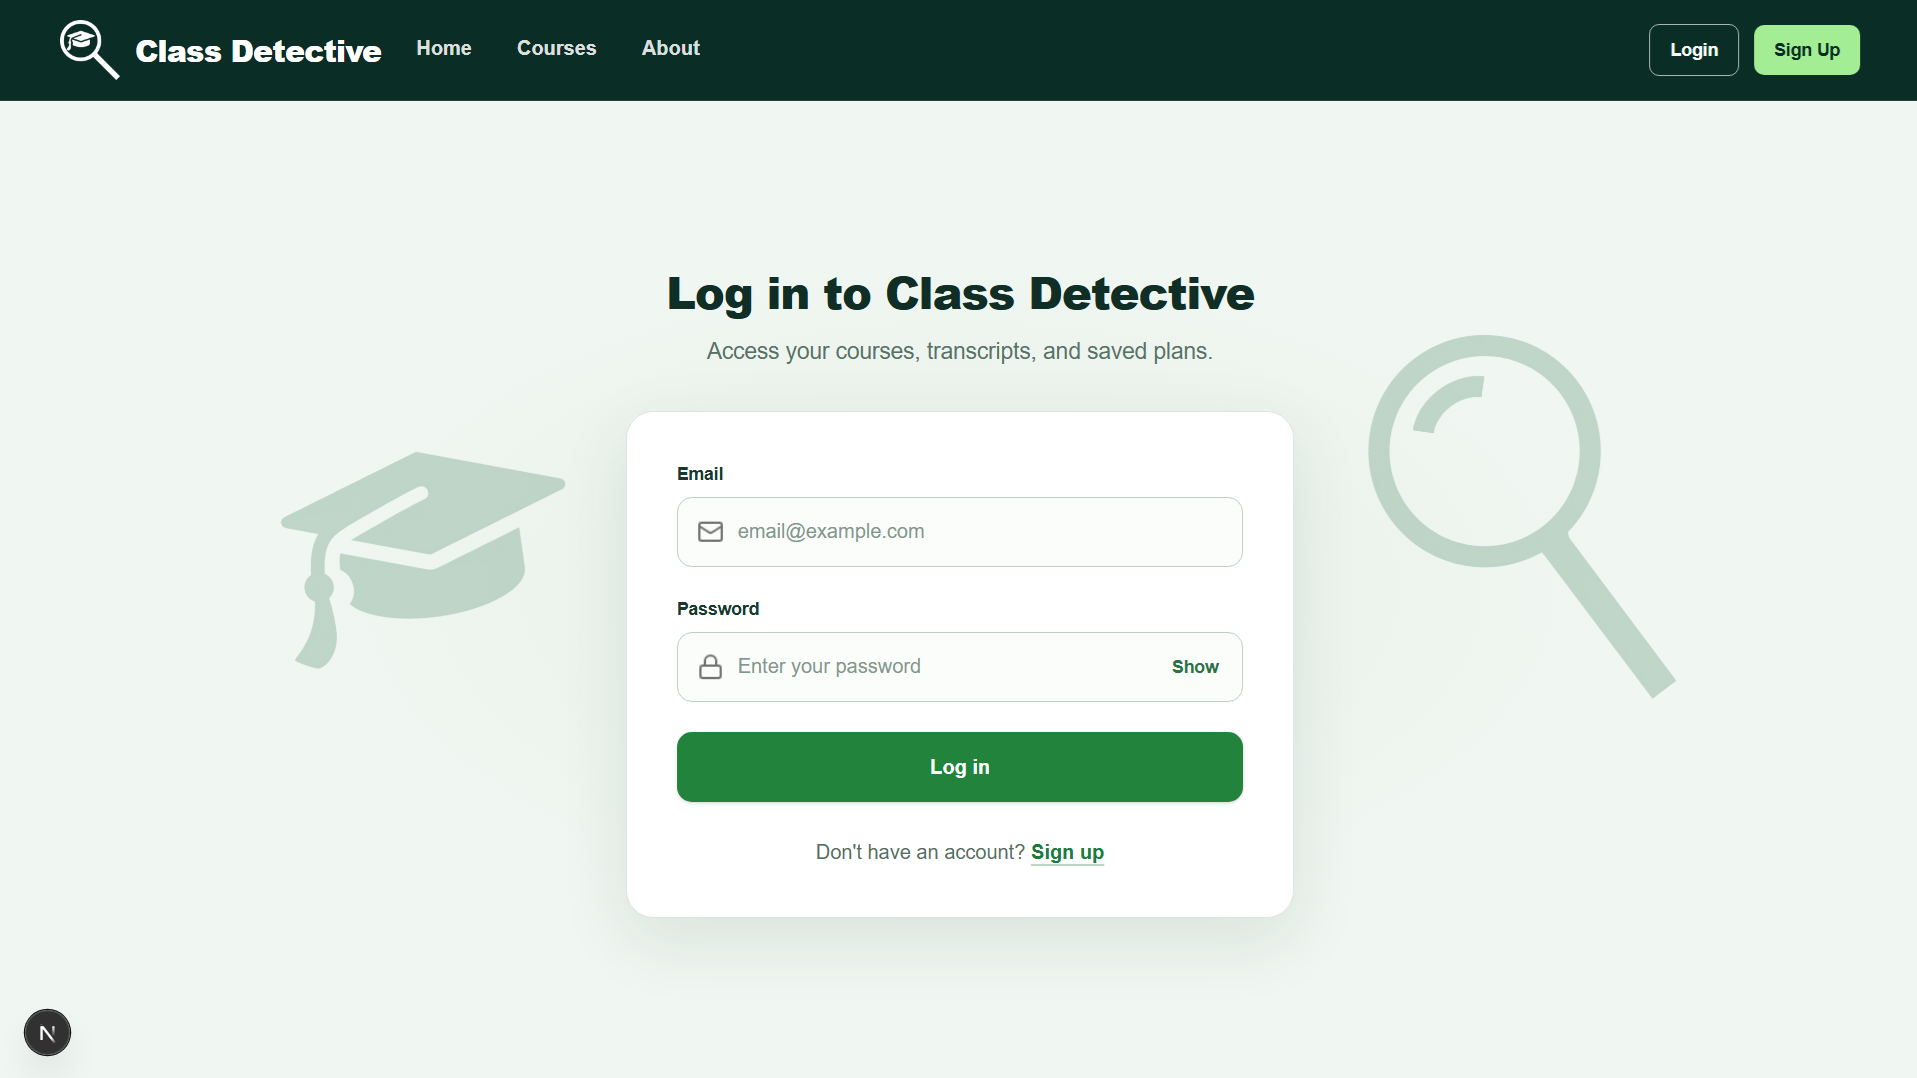 Class Detective Home Courses About Login Sign Up
Log in to Class Detective
Access your courses, transcripts, and saved plans.
Email
email@example.com
Password
Enter your password Show
Log in
Don't have an account? Sign up
N